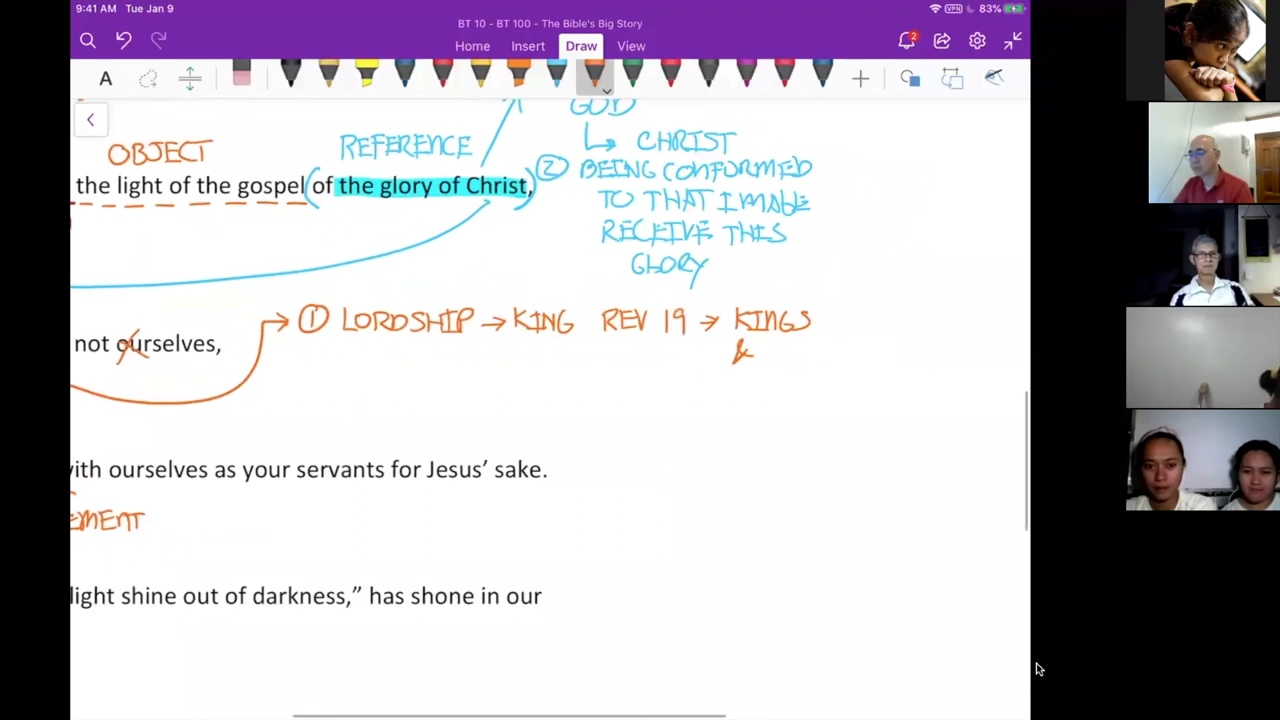 9:41 AM Tue Jan 9
VPN 83%
BT 10 - BT 100 - The Bible's Big Story
Home Insert Draw View
2
A
GOD
↳ CHRIST
OBJECT
REFERENCE
② BEING CONFORMED
the light of the gospel (of the glory of Christ,)
TO THAT IMAGE
RECEIVE THIS
GLORY
① LORDSHIP → KING REV 19 → KINGS
&
not ourselves,
with ourselves as your servants for Jesus' sake.
EMENT
light shine out of darkness,” has shone in our